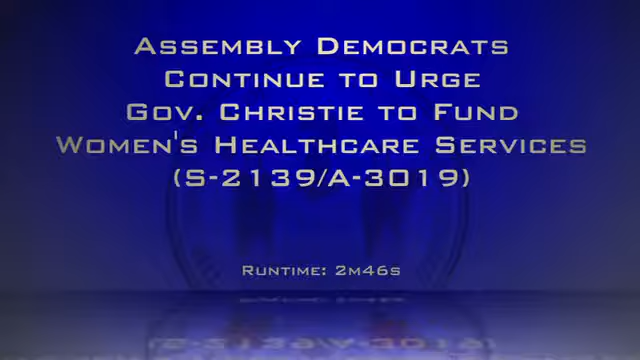 Assembly Democrats
Continue to Urge
Gov. Christie to Fund
Women's Healthcare Services
(S-2139/A-3019)
Runtime: 2m46s